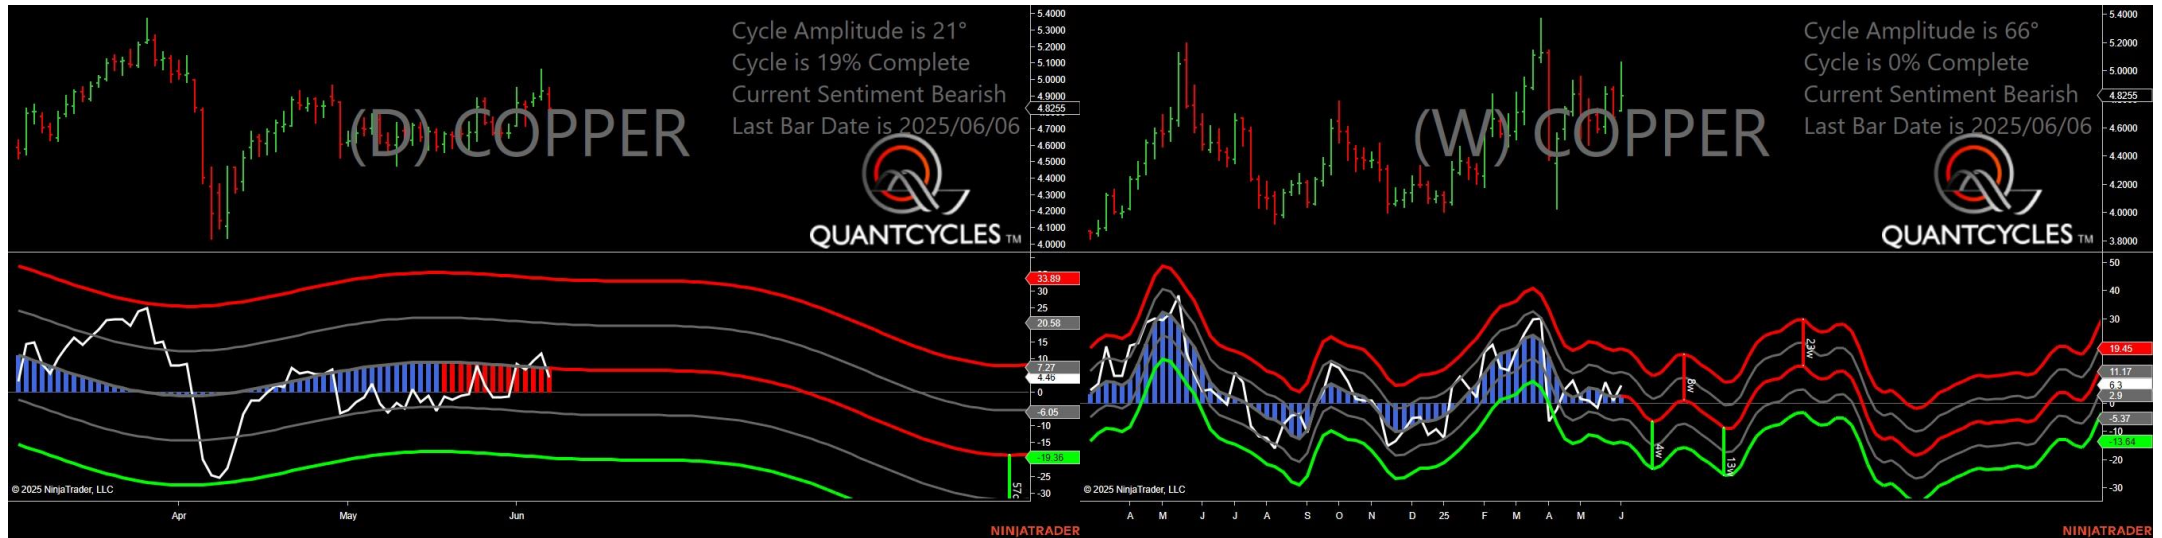 Cycle Amplitude is 21°
Cycle is 19% Complete
Current Sentiment Bearish
Last Bar Date is 2025/06/06
(D) COPPER
QUANTCYCLES TM
5.4000
5.3000
5.2000
5.1000
5.0000
4.9000
4.8255
4.7000
4.6000
4.5000
4.4000
4.3000
4.2000
4.1000
4.0000
33.89
30
25
20.58
15
10
7.27
4.46
0
-6.05
-10
-15
-19.36
-25
-30
© 2025 NinjaTrader, LLC
Apr
May
Jun
NINJATRADER
Cycle Amplitude is 66°
Cycle is 0% Complete
Current Sentiment Bearish
Last Bar Date is 2025/06/06
(W) COPPER
QUANTCYCLES TM
5.4000
5.2000
5.0000
4.8255
4.6000
4.4000
4.2000
4.0000
3.8000
50
40
30
19.45
11.17
6.3
2.9
0
-5.37
-10
-13.64
-20
-30
4w
8w
13w
23w
© 2025 NinjaTrader, LLC
A M J J A S O N D 25 F M A M J
NINJATRADER